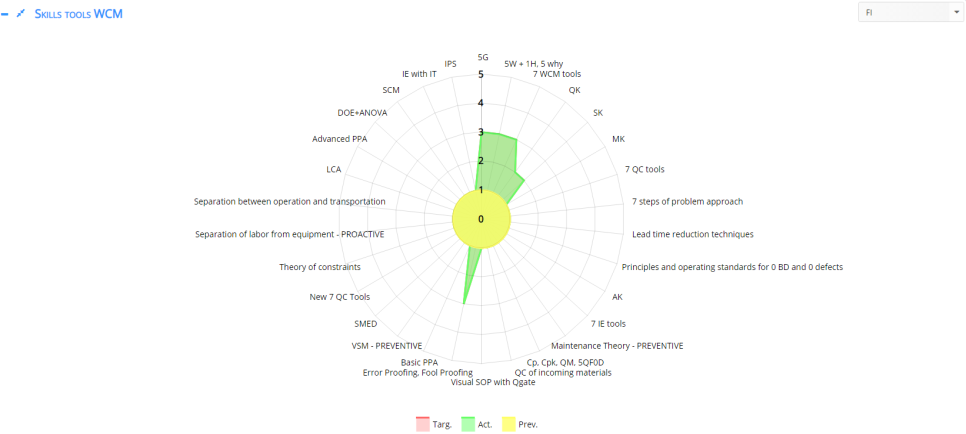 Skills tools WCM
FI
5G
IPS
5W + 1H, 5 why
IE with IT
7 WCM tools
5
SCM
QK
4
DOE+ANOVA
SK
3
Advanced PPA
MK
2
LCA
7 QC tools
1
Separation between operation and transportation
7 steps of problem approach
0
Separation of labor from equipment - PROACTIVE
Lead time reduction techniques
Theory of constraints
Principles and operating standards for 0 BD and 0 defects
New 7 QC Tools
AK
SMED
7 IE tools
VSM - PREVENTIVE
Maintenance Theory - PREVENTIVE
Basic PPA
Cp, Cpk, QM, 5QF0D
Error Proofing, Fool Proofing
QC of incoming materials
Visual SOP with Qgate
Targ.
Act.
Prev.